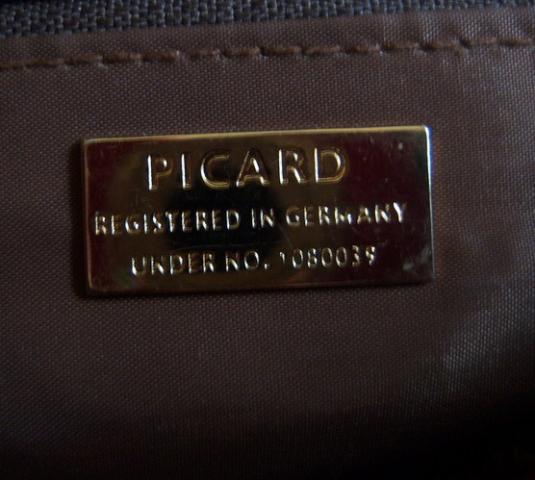 PICARD
REGISTERED IN GERMANY
UNDER NO. 1080039